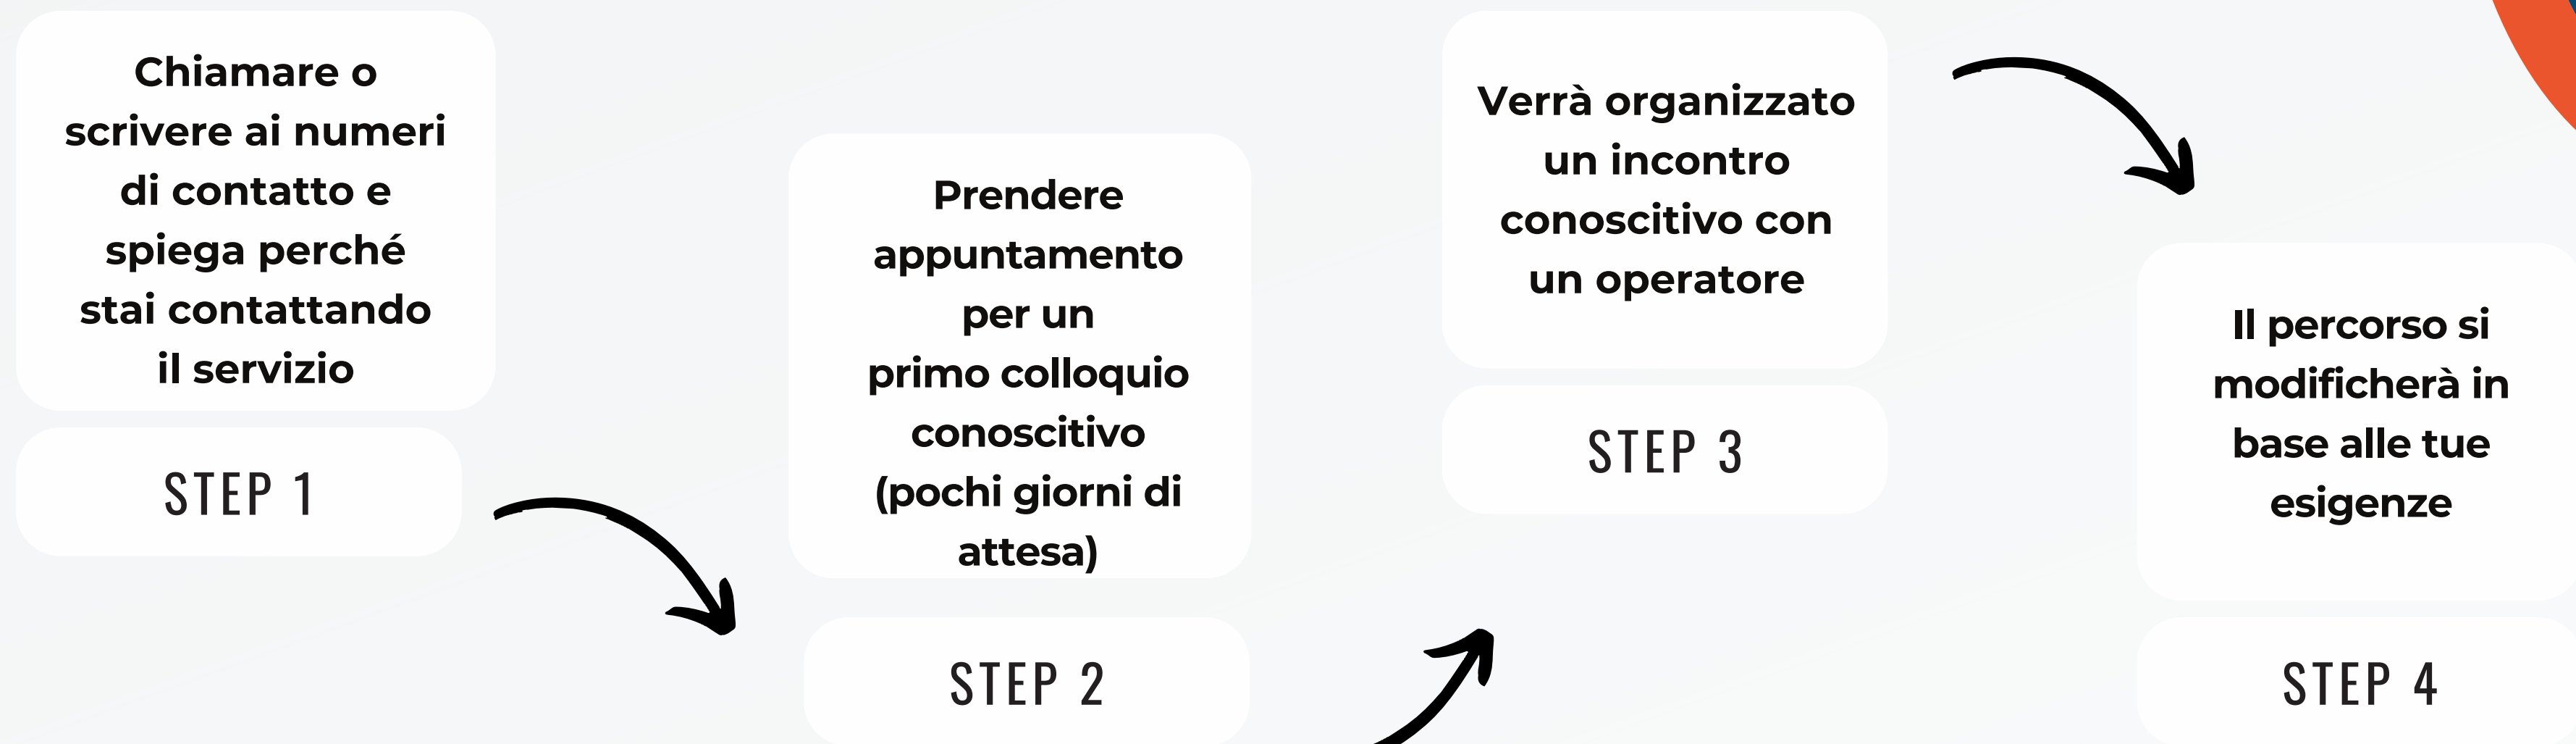 Chiamare o
scrivere ai numeri
di contatto e
spiega perché
stai contattando
il servizio
STEP 1
Prendere
appuntamento
per un
primo colloquio
conoscitivo
(pochi giorni di
attesa)
STEP 2
Verrà organizzato
un incontro
conoscitivo con
un operatore
STEP 3
Il percorso si
modificherà in
base alle tue
esigenze
STEP 4